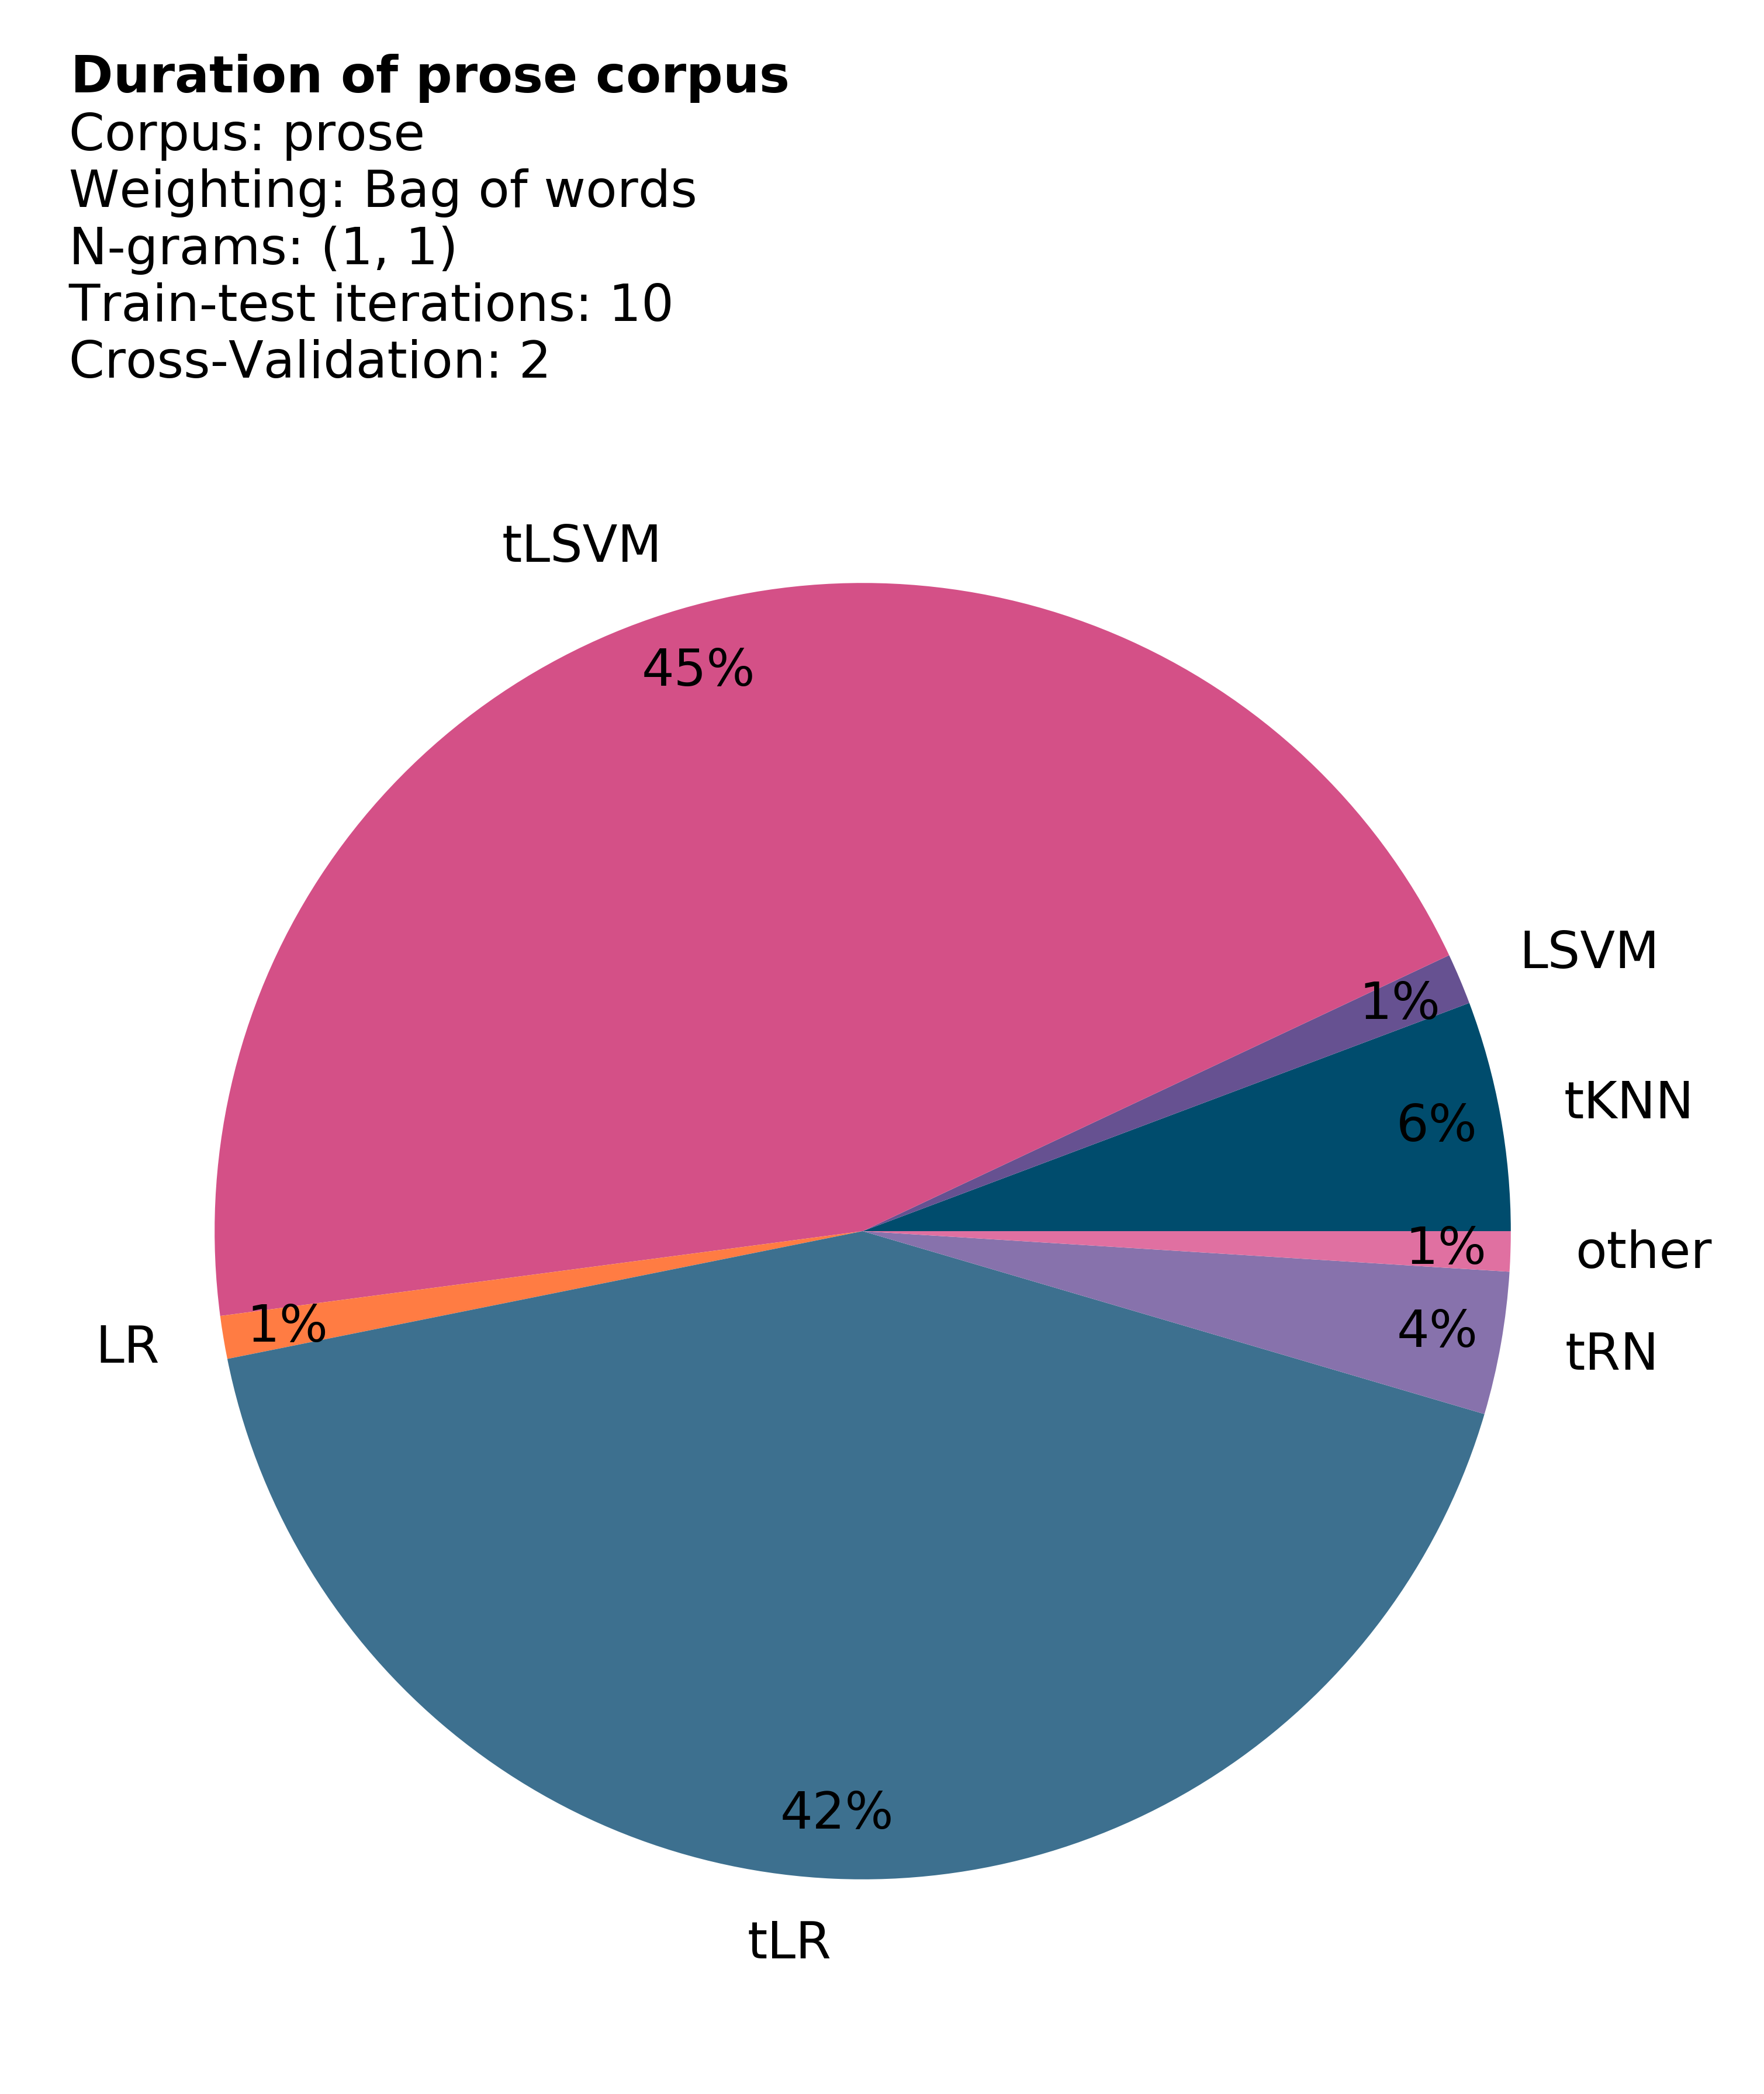 Duration of prose corpus
Corpus: prose
Weighting: Bag of words
N-grams: (1, 1)
Train-test iterations: 10
Cross-Validation: 2
tLSVM
45%
LSVM
1%
tKNN
6%
other
1%
tRN
4%
LR
1%
42%
tLR